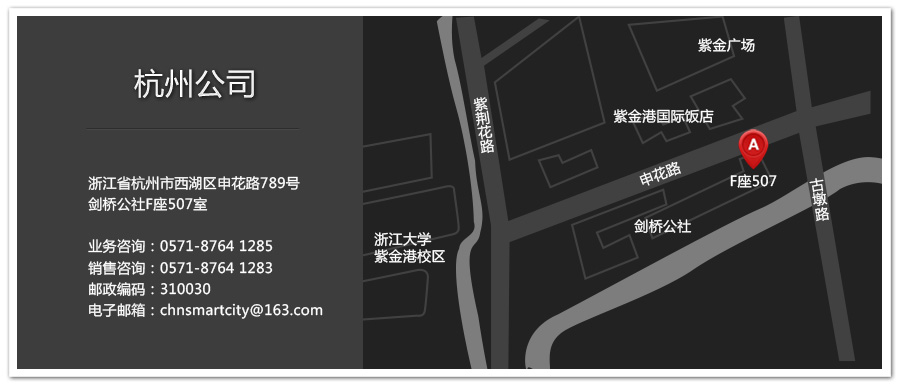 杭州公司
浙江省杭州市西湖区申花路789号
剑桥公社F座507室
业务咨询：0571-8764 1285
销售咨询：0571-8764 1283
邮政编码：310030
电子邮箱：chnsmartcity@163.com
紫金广场
紫荆花路
紫金港国际饭店
A
申花路
F座507
古墩路
剑桥公社
浙江大学
紫金港校区